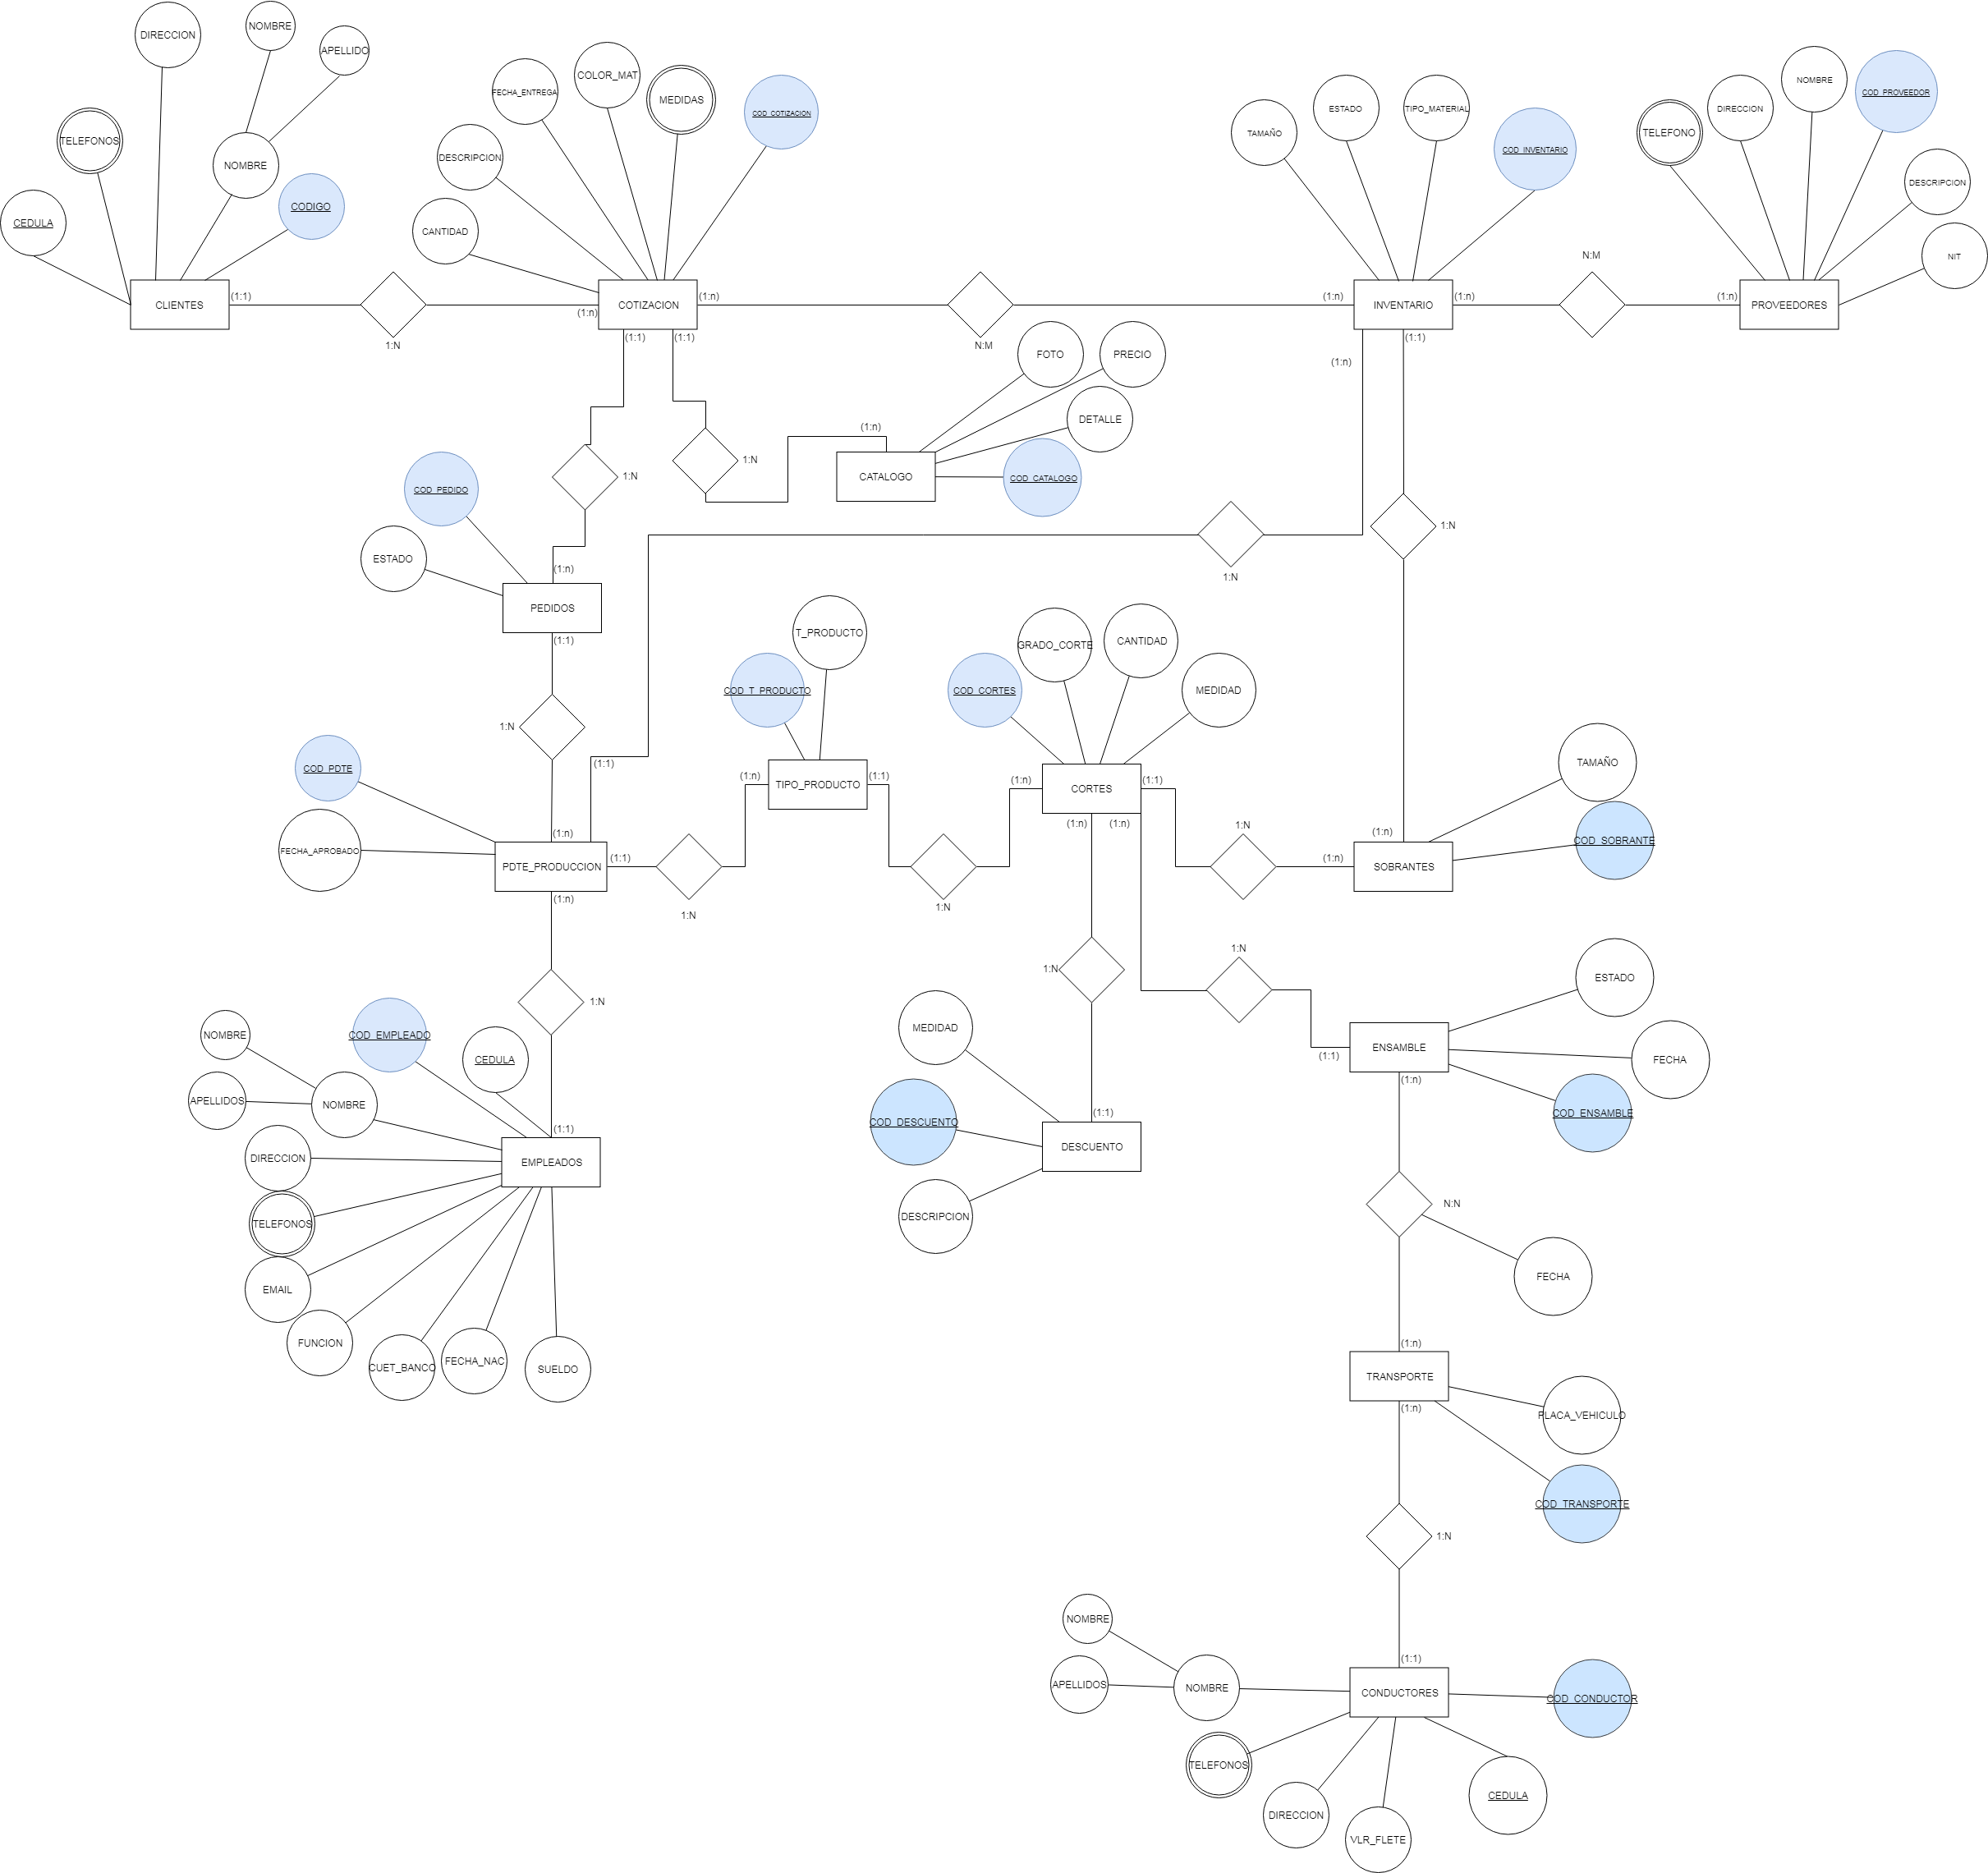 DIRECCION
NOMBRE
APELLIDO
TELEFONOS
NOMBRE
CODIGO
CEDULA
CLIENTES
(1:1)
1:N
FECHA_ENTREGA
COLOR_MAT
MEDIDAS
COD_COTIZACION
DESCRIPCION
CANTIDAD
COTIZACION
(1:n)
(1:n)
(1:1)
(1:1)
N:M
TAMAÑO
ESTADO
TIPO_MATERIAL
COD_INVENTARIO
(1:n)
INVENTARIO
(1:n)
(1:n)
(1:1)
N:M
TELEFONO
DIRECCION
NOMBRE
COD_PROVEEDOR
DESCRIPCION
NIT
(1:n)
PROVEEDORES
FOTO
PRECIO
DETALLE
COD_CATALOGO
(1:n)
CATALOGO
1:N
1:N
COD_PEDIDO
ESTADO
(1:n)
PEDIDOS
(1:1)
1:N
1:N
1:N
T_PRODUCTO
COD_T_PRODUCTO
(1:n)
TIPO_PRODUCTO
(1:1)
GRADO_CORTE
CANTIDAD
COD_CORTES
MEDIDAD
(1:n)
CORTES
(1:1)
(1:n)
(1:n)
TAMAÑO
COD_SOBRANTE
(1:n)
(1:n)
SOBRANTES
1:N
COD_PDTE
FECHA_APROBADO
(1:1)
(1:n)
PDTE_PRODUCCION
(1:1)
(1:n)
1:N
1:N
1:N
1:N
1:N
ESTADO
FECHA
COD_ENSAMBLE
(1:1)
ENSAMBLE
(1:n)
NOMBRE
COD_EMPLEADO
CEDULA
APELLIDOS
NOMBRE
DIRECCION
TELEFONOS
EMAIL
FUNCION
CUET_BANCO
FECHA_NAC
SUELDO
(1:1)
EMPLEADOS
MEDIDAD
COD_DESCUENTO
DESCRIPCION
(1:1)
DESCUENTO
N:N
FECHA
(1:n)
TRANSPORTE
(1:n)
PLACA_VEHICULO
COD_TRANSPORTE
1:N
NOMBRE
APELLIDOS
NOMBRE
(1:1)
CONDUCTORES
COD_CONDUCTOR
TELEFONOS
DIRECCION
VLR_FLETE
CEDULA